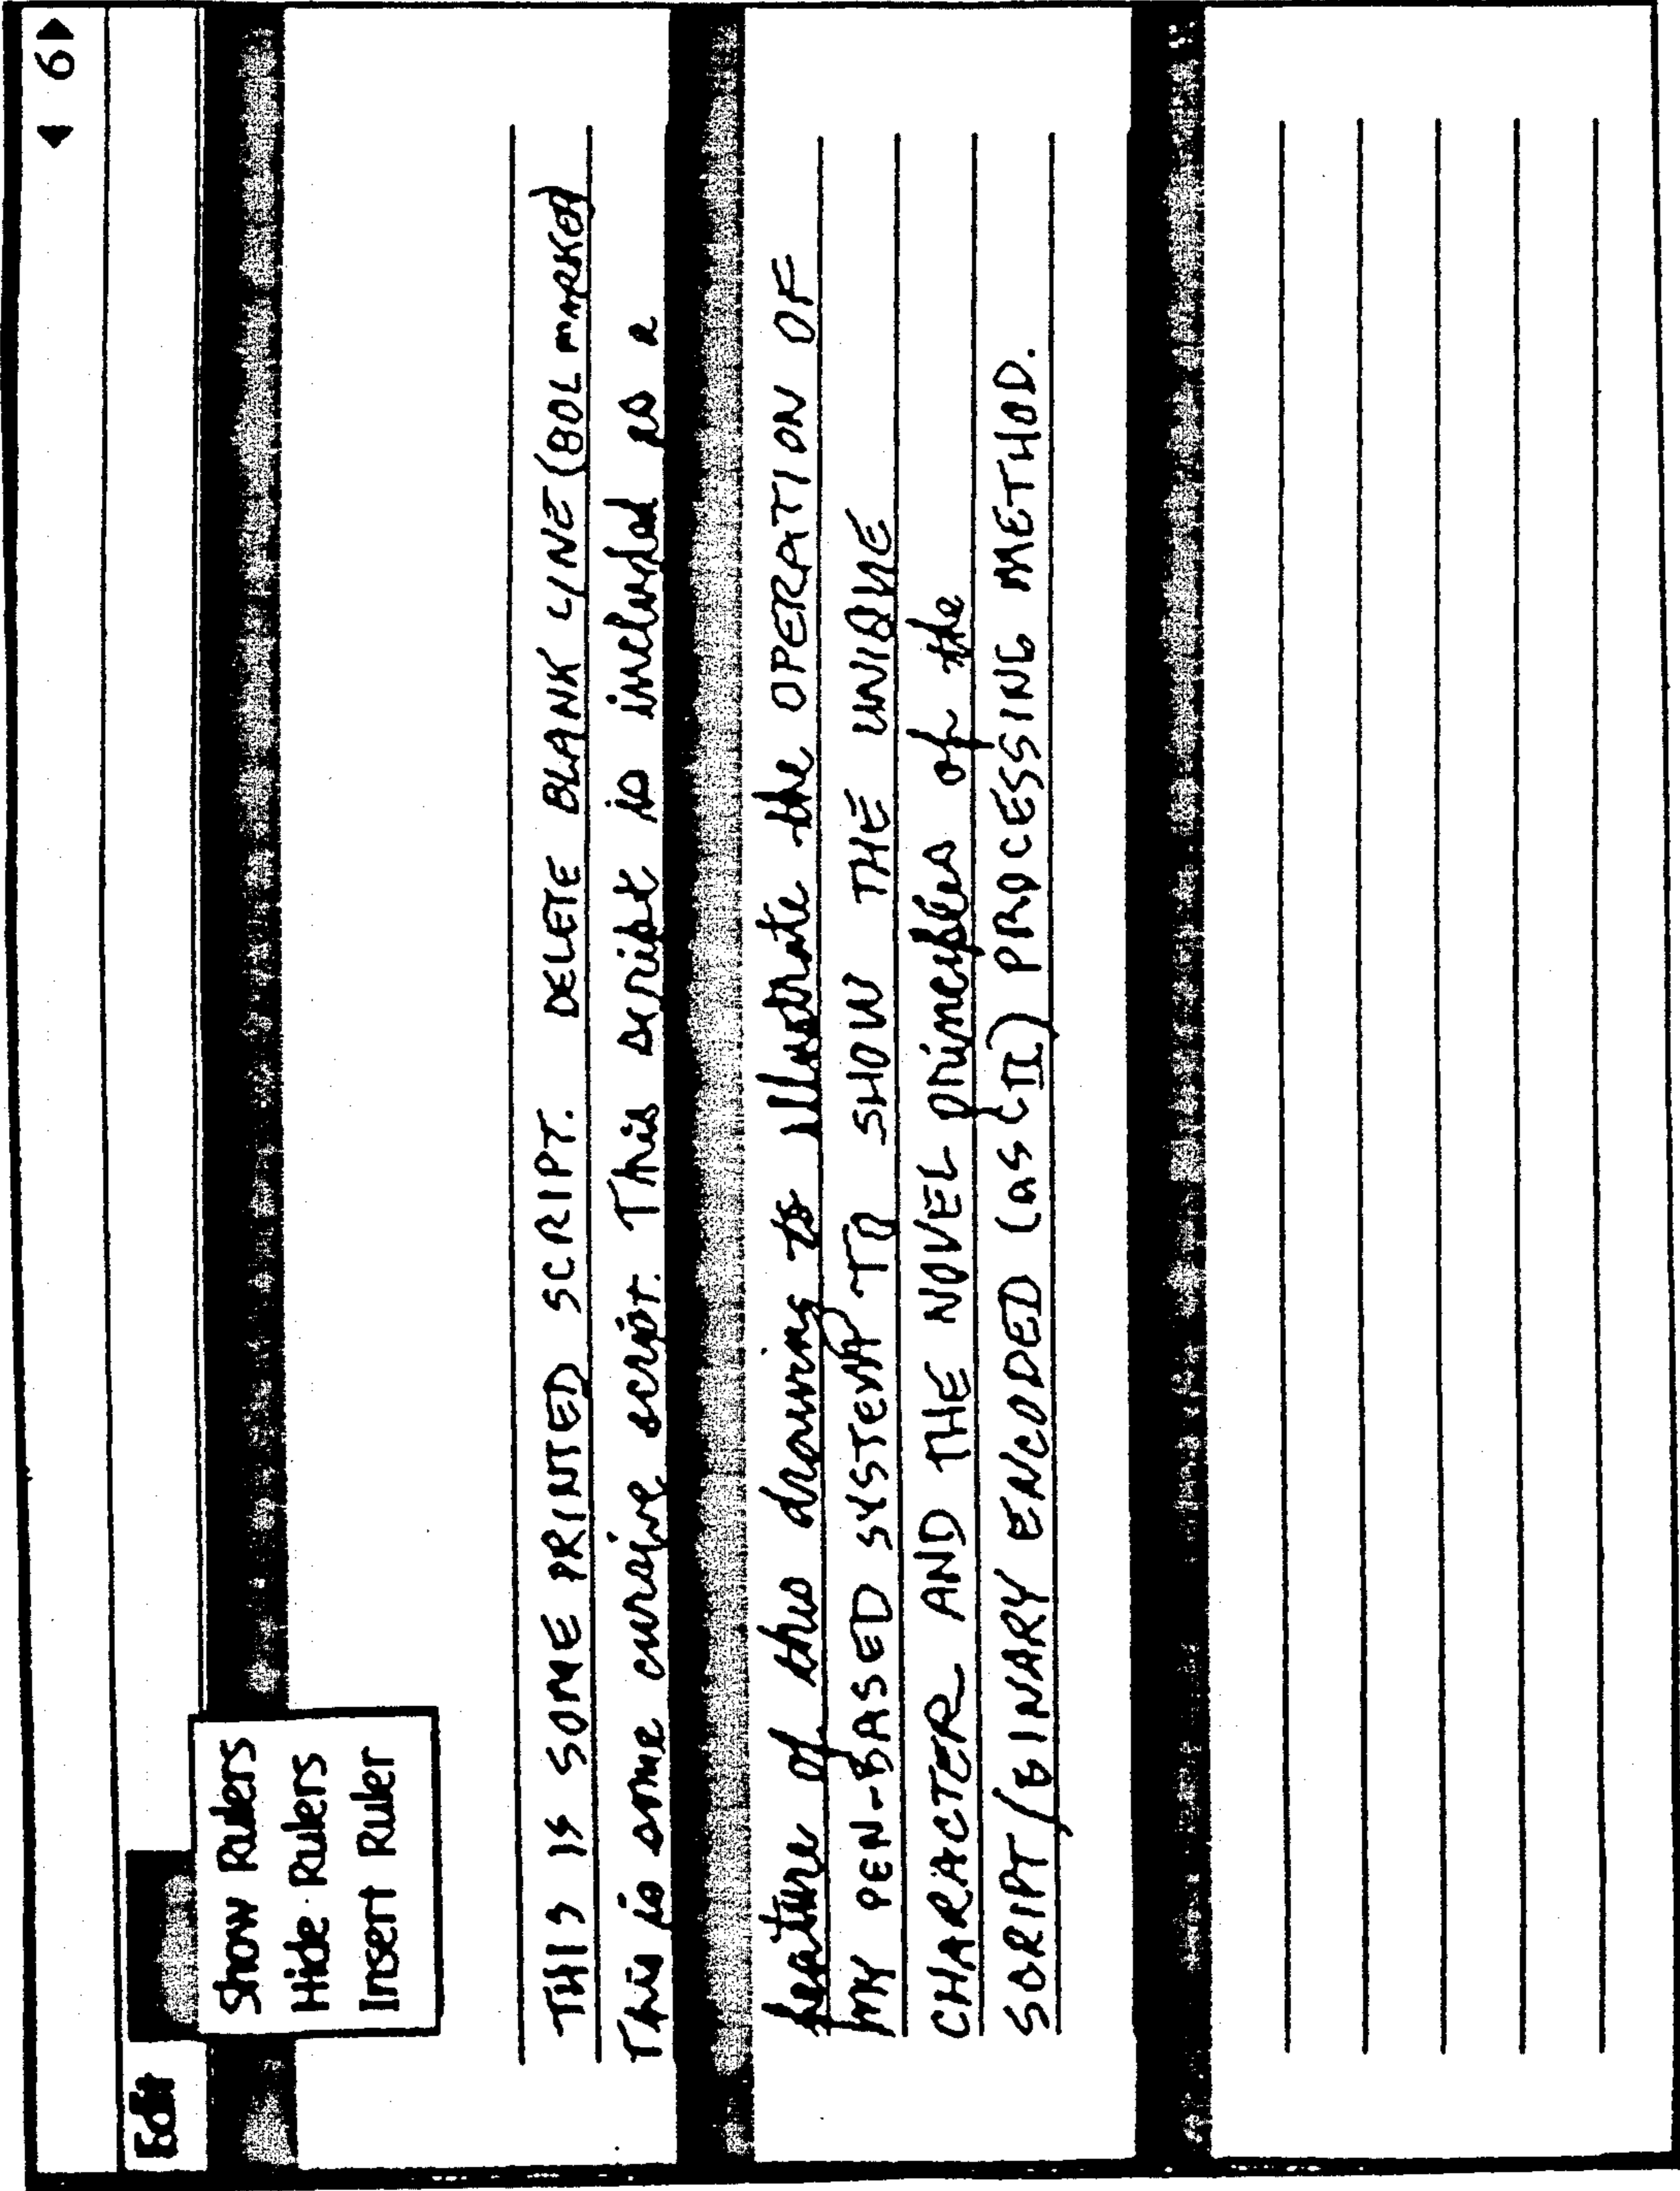 ◀ 6▶
Edit
Show Rulers
Hide Rulers
Insert Ruler
THIS IS SOME PRINTED SCRIPT. DELETE BLANK LINE (BOL MARKER)
This is some cursive script. This script is included as a
feature of this drawing to illustrate the OPERATION OF
MY PEN-BASED SYSTEM TO SHOW THE UNIQUE
CHARACTER AND THE NOVEL principles of the
SCRIPT/BINARY ENCODED (ASCII) PROCESSING METHOD.